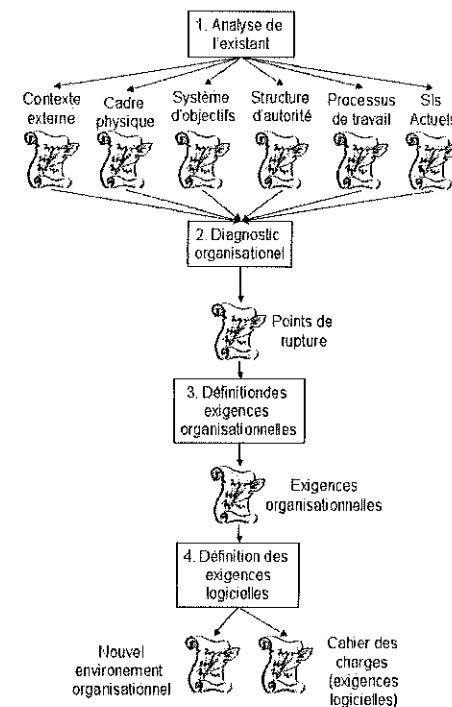 1. Analyse de
l'existant
Contexte
externe
Cadre
physique
Système
d'objectifs
Structure
d'autorité
Processus
de travail
SIs
Actuels
2. Diagnostic
organisationel
Points de
rupture
3. Définitiondes
exigences
organisationnelles
Exigences
organisationnelles
4. Définition des
exigences
logicielles
Nouvel
environement
organisationnel
Cahier des
charges
(exigences
logicielles)